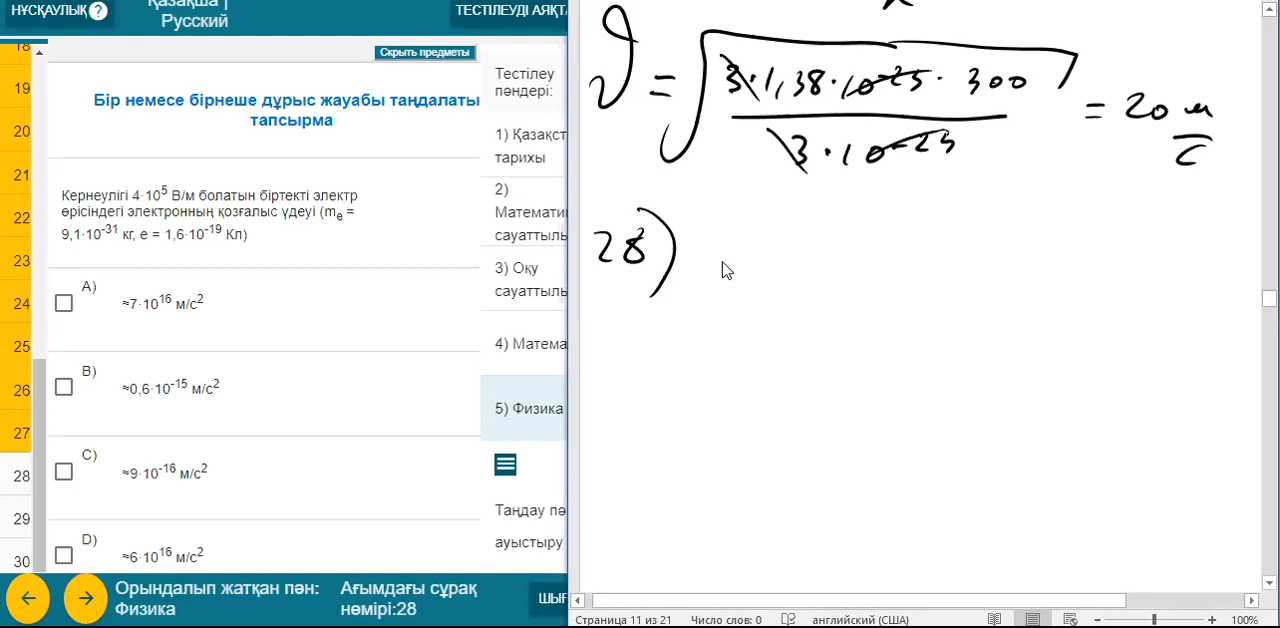 НҰСҚАУЛЫҚ ?
Қазақша |
Русский
ТЕСТІЛЕУДІ АЯҚТ
18
19
20
21
22
23
24
25
26
27
28
29
30
Скрыть предметы
Бір немесе бірнеше дұрыс жауабы таңдалаты
тапсырма
Кернеулігі 4·10⁵ В/м болатын біртекті электр
өрісіндегі электронның қозғалыс үдеуі (mₑ =
9,1·10⁻³¹ кг, e = 1,6·10⁻¹⁹ Кл)
A)
≈7·10¹⁶ м/с²
B)
≈0,6·10⁻¹⁵ м/с²
C)
≈9·10⁻¹⁶ м/с²
D)
≈6·10¹⁶ м/с²
Тестілеу
пәндері:
1) Қазақст
тарихы
2)
Математи
сауаттыль
3) Оқу
сауаттыль
4) Матема
5) Физика
Таңдау пә
ауыстыру
Орындалып жатқан пән:
Физика
Ағымдағы сұрақ
нөмірі:28
ШЫҒ
ϑ = √ 3·1,38·10⁻²³·300
3·10⁻²³
= 20 м
с
28)
Страница 11 из 21
Число слов: 0
английский (США)
100%